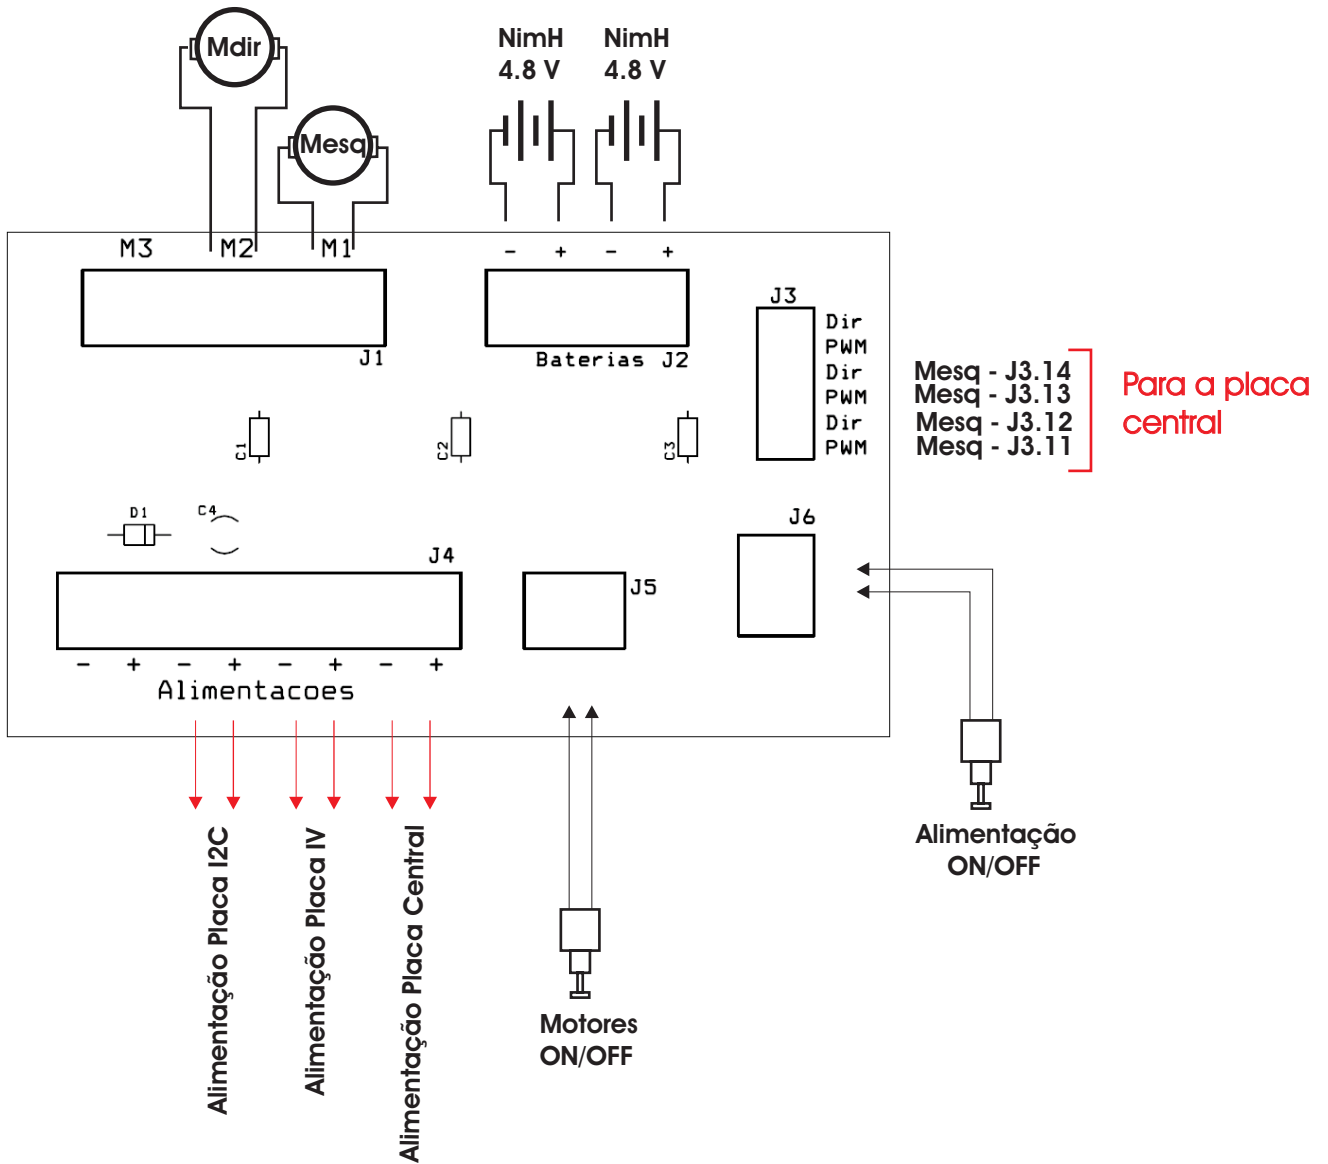 Mdir
Mesq
NimH
4.8 V
NimH
4.8 V
M3
M2
M1
- + - +
J1
Baterias J2
J3
Dir
PWM
Dir
PWM
Dir
PWM
Mesq - J3.14
Mesq - J3.13
Mesq - J3.12
Mesq - J3.11
Para a placa
central
C1
C2
C3
D1
C4
J4
J5
J6
- + - + - + - +
Alimentacoes
Alimentação Placa I2C
Alimentação Placa IV
Alimentação Placa Central
Motores
ON/OFF
Alimentação
ON/OFF